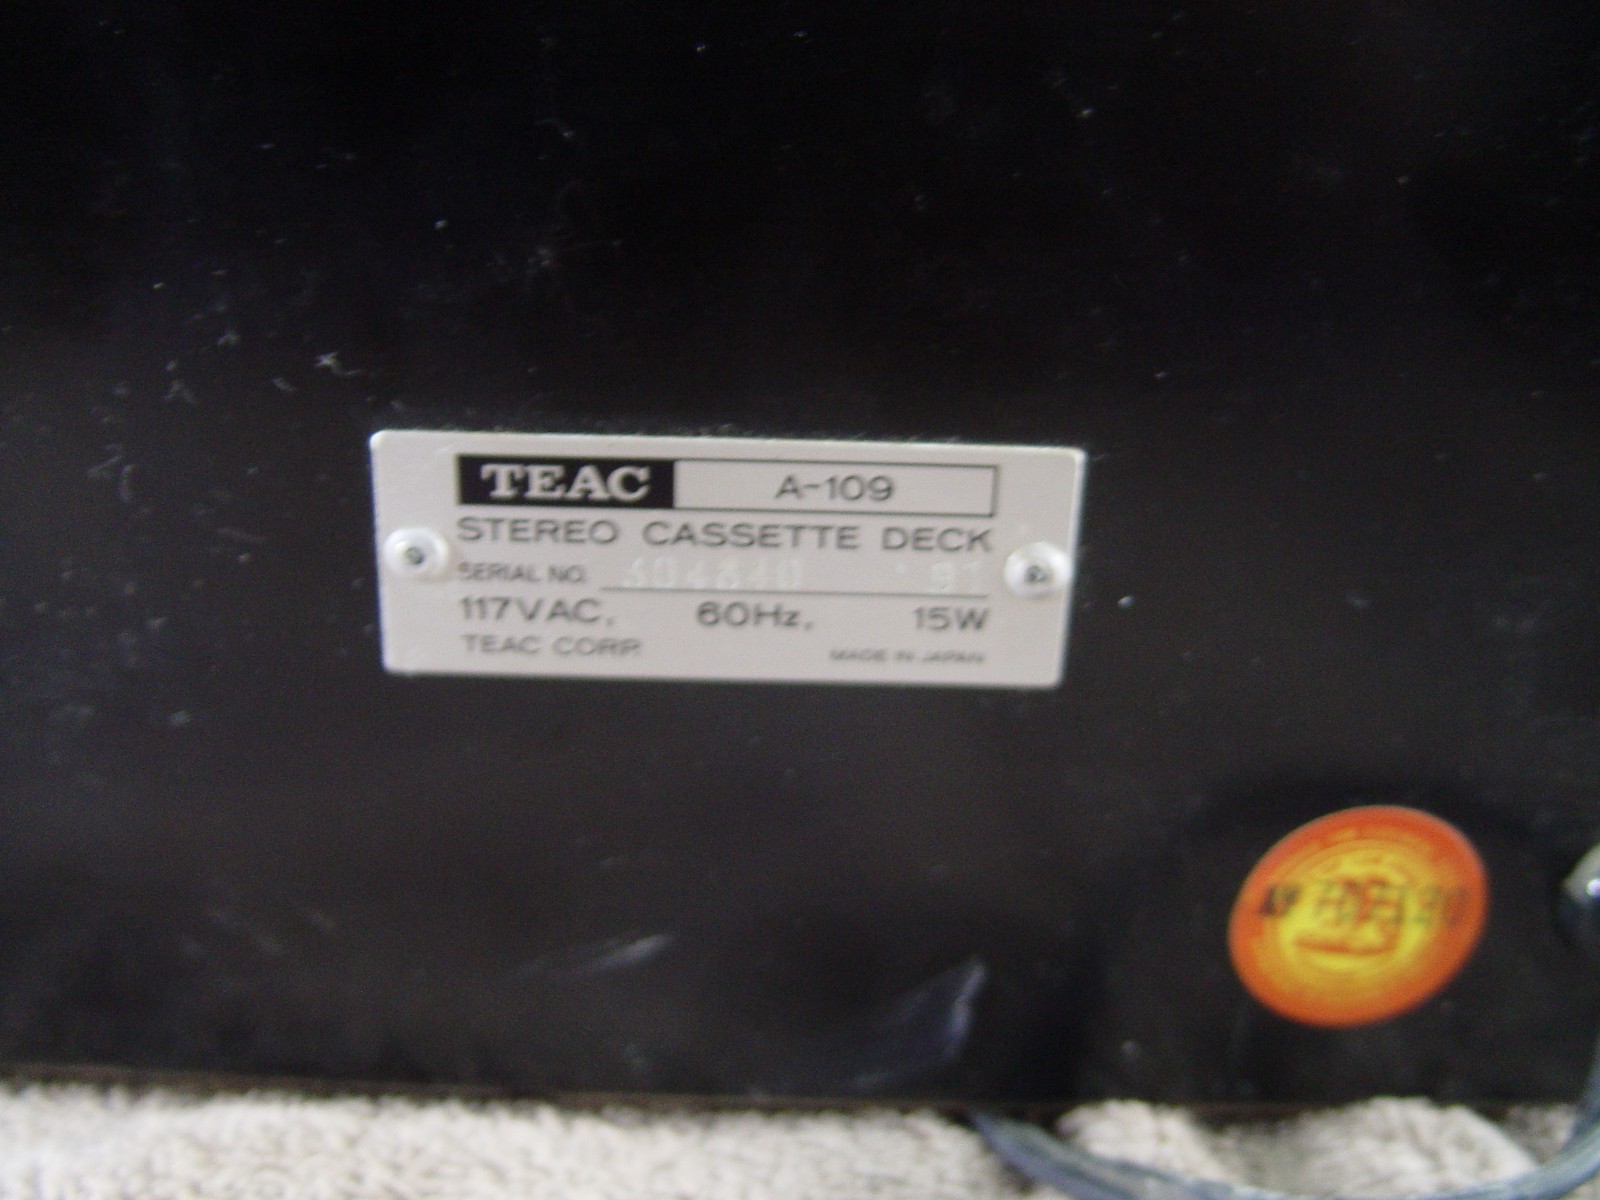 TEAC A-109
STEREO CASSETTE DECK
SERIAL NO.
117VAC. 60Hz. 15W
TEAC CORP. MADE IN JAPAN